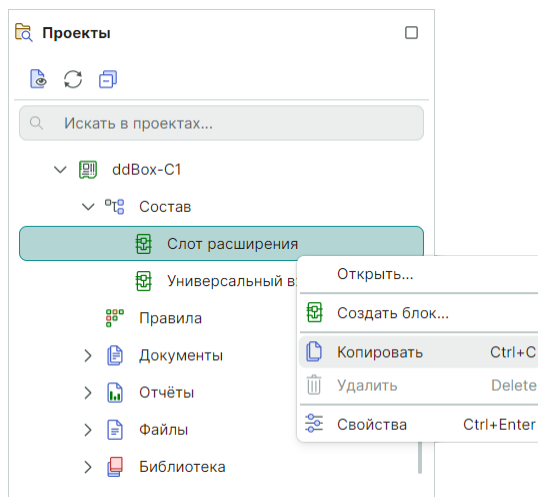 Проекты
Искать в проектах...
ddBox-C1
Состав
Слот расширения
Универсальный в
Открыть...
Создать блок...
Правила
Копировать Ctrl+C
Документы
Удалить Delete
Отчёты
Свойства Ctrl+Enter
Файлы
Библиотека